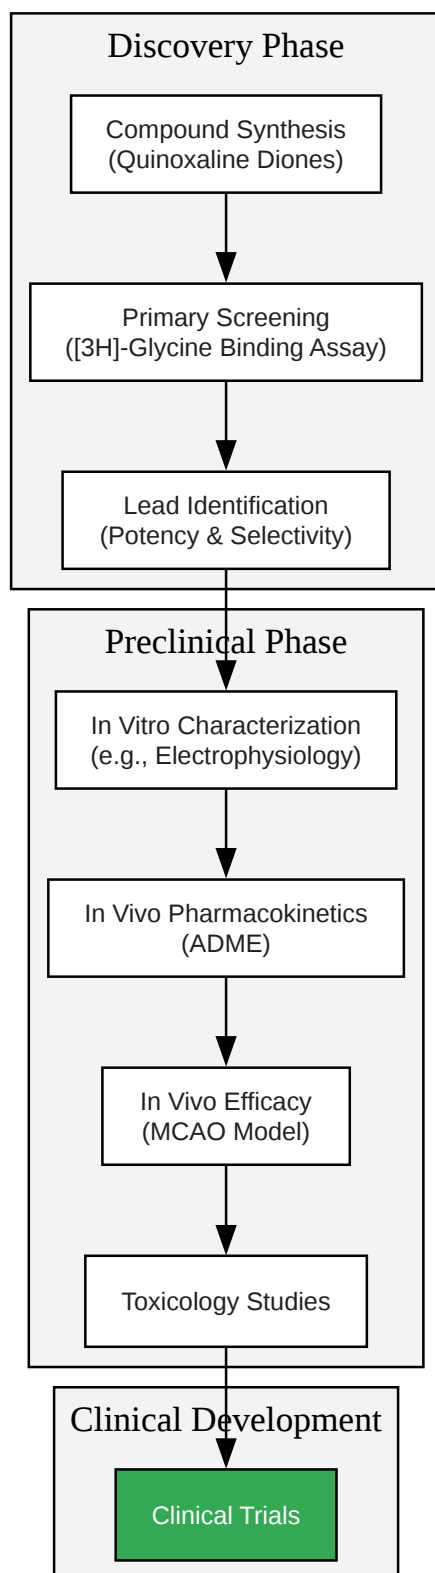 Discovery Phase
Compound Synthesis
(Quinoxaline Diones)
Primary Screening
([3H]-Glycine Binding Assay)
Lead Identification
(Potency & Selectivity)
Preclinical Phase
In Vitro Characterization
(e.g., Electrophysiology)
In Vivo Pharmacokinetics
(ADME)
In Vivo Efficacy
(MCAO Model)
Toxicology Studies
Clinical Development
Clinical Trials